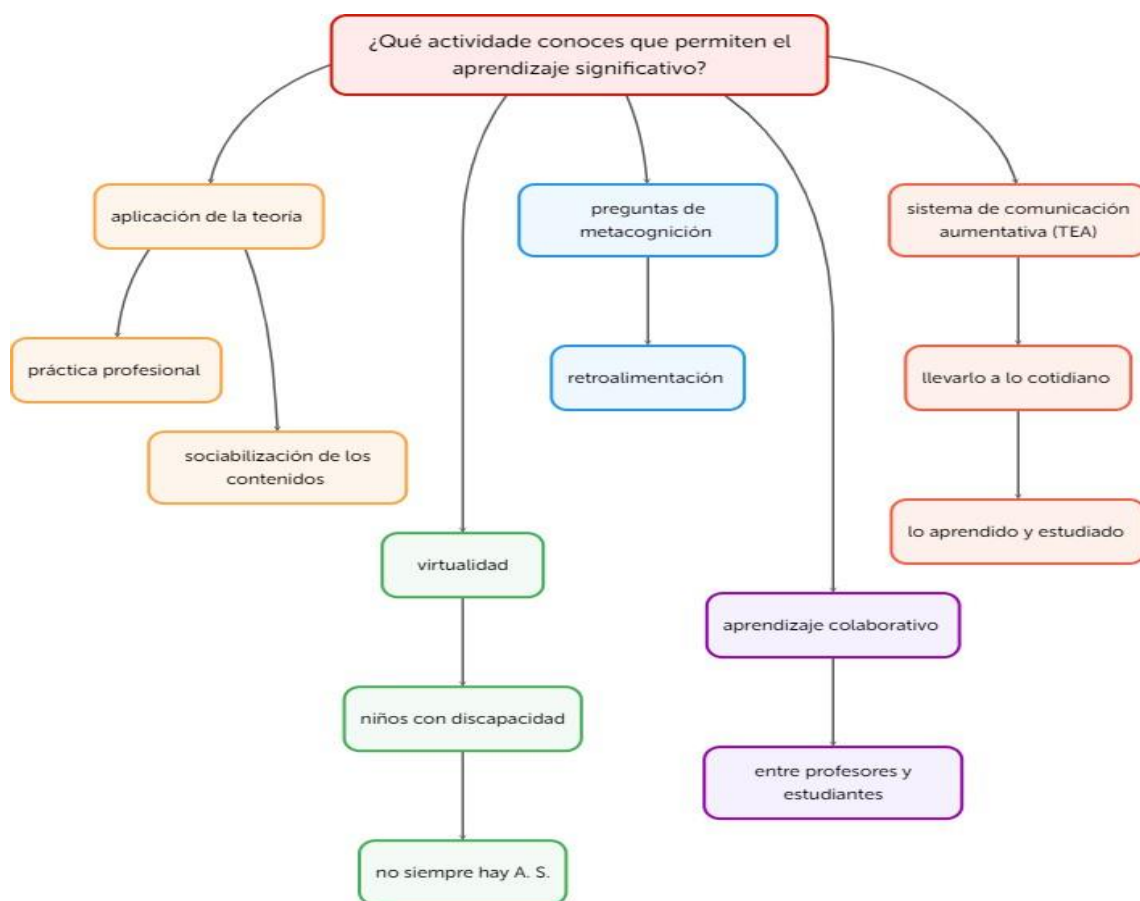 ¿Qué actividade conoces que permiten el
aprendizaje significativo?
aplicación de la teoría
preguntas de
metacognición
sistema de comunicación
aumentativa (TEA)
práctica profesional
retroalimentación
llevarlo a lo cotidiano
sociabilización de los
contenidos
lo aprendido y estudiado
virtualidad
aprendizaje colaborativo
niños con discapacidad
entre profesores y
estudiantes
no siempre hay A. S.